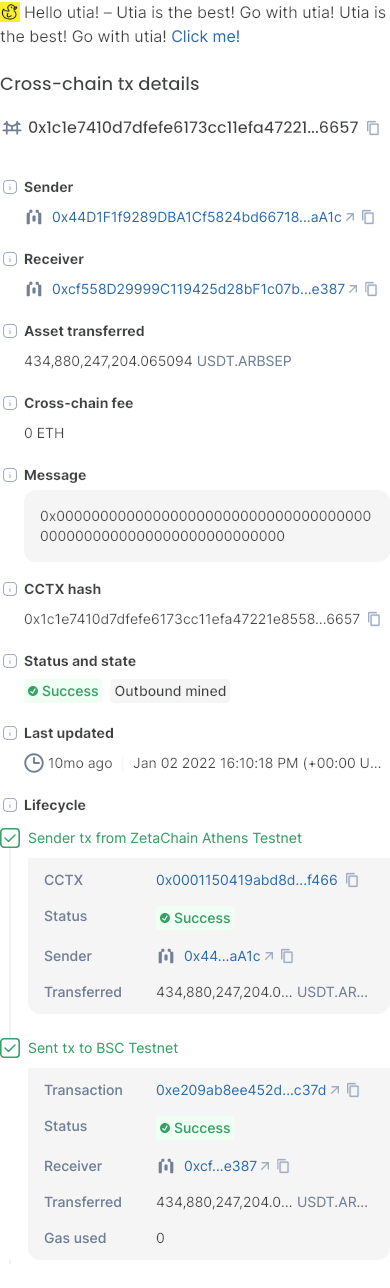 Hello utia! – Utia is the best! Go with utia! Utia is
the best! Go with utia! Click me!
Cross-chain tx details
0x1c1e7410d7dfefe6173cc11efa47221...6657
Sender
0x44D1F1f9289DBA1Cf5824bd66718...aA1c
Receiver
0xcf558D29999C119425d28bF1c07b...e387
Asset transferred
434,880,247,204.065094 USDT.ARBSEP
Cross-chain fee
0 ETH
Message
0x0000000000000000000000000000000000000
000000000000000000000000000
CCTX hash
0x1c1e7410d7dfefe6173cc11efa47221e8558...6657
Status and state
Success Outbound mined
Last updated
10mo ago Jan 02 2022 16:10:18 PM (+00:00 U...
Lifecycle
Sender tx from ZetaChain Athens Testnet
CCTX 0x0001150419abd8d...f466
Status Success
Sender 0x44...aA1c
Transferred 434,880,247,204.0... USDT.AR...
Sent tx to BSC Testnet
Transaction 0xe209ab8ee452d...c37d
Status Success
Receiver 0xcf...e387
Transferred 434,880,247,204.0... USDT.AR...
Gas used 0